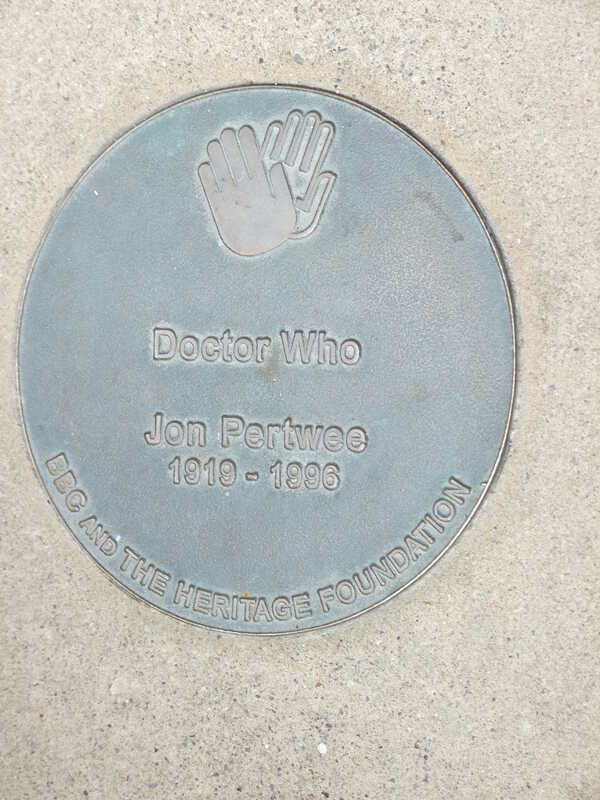 Doctor Who
Jon Pertwee
1919 - 1996
BBC AND THE HERITAGE FOUNDATION